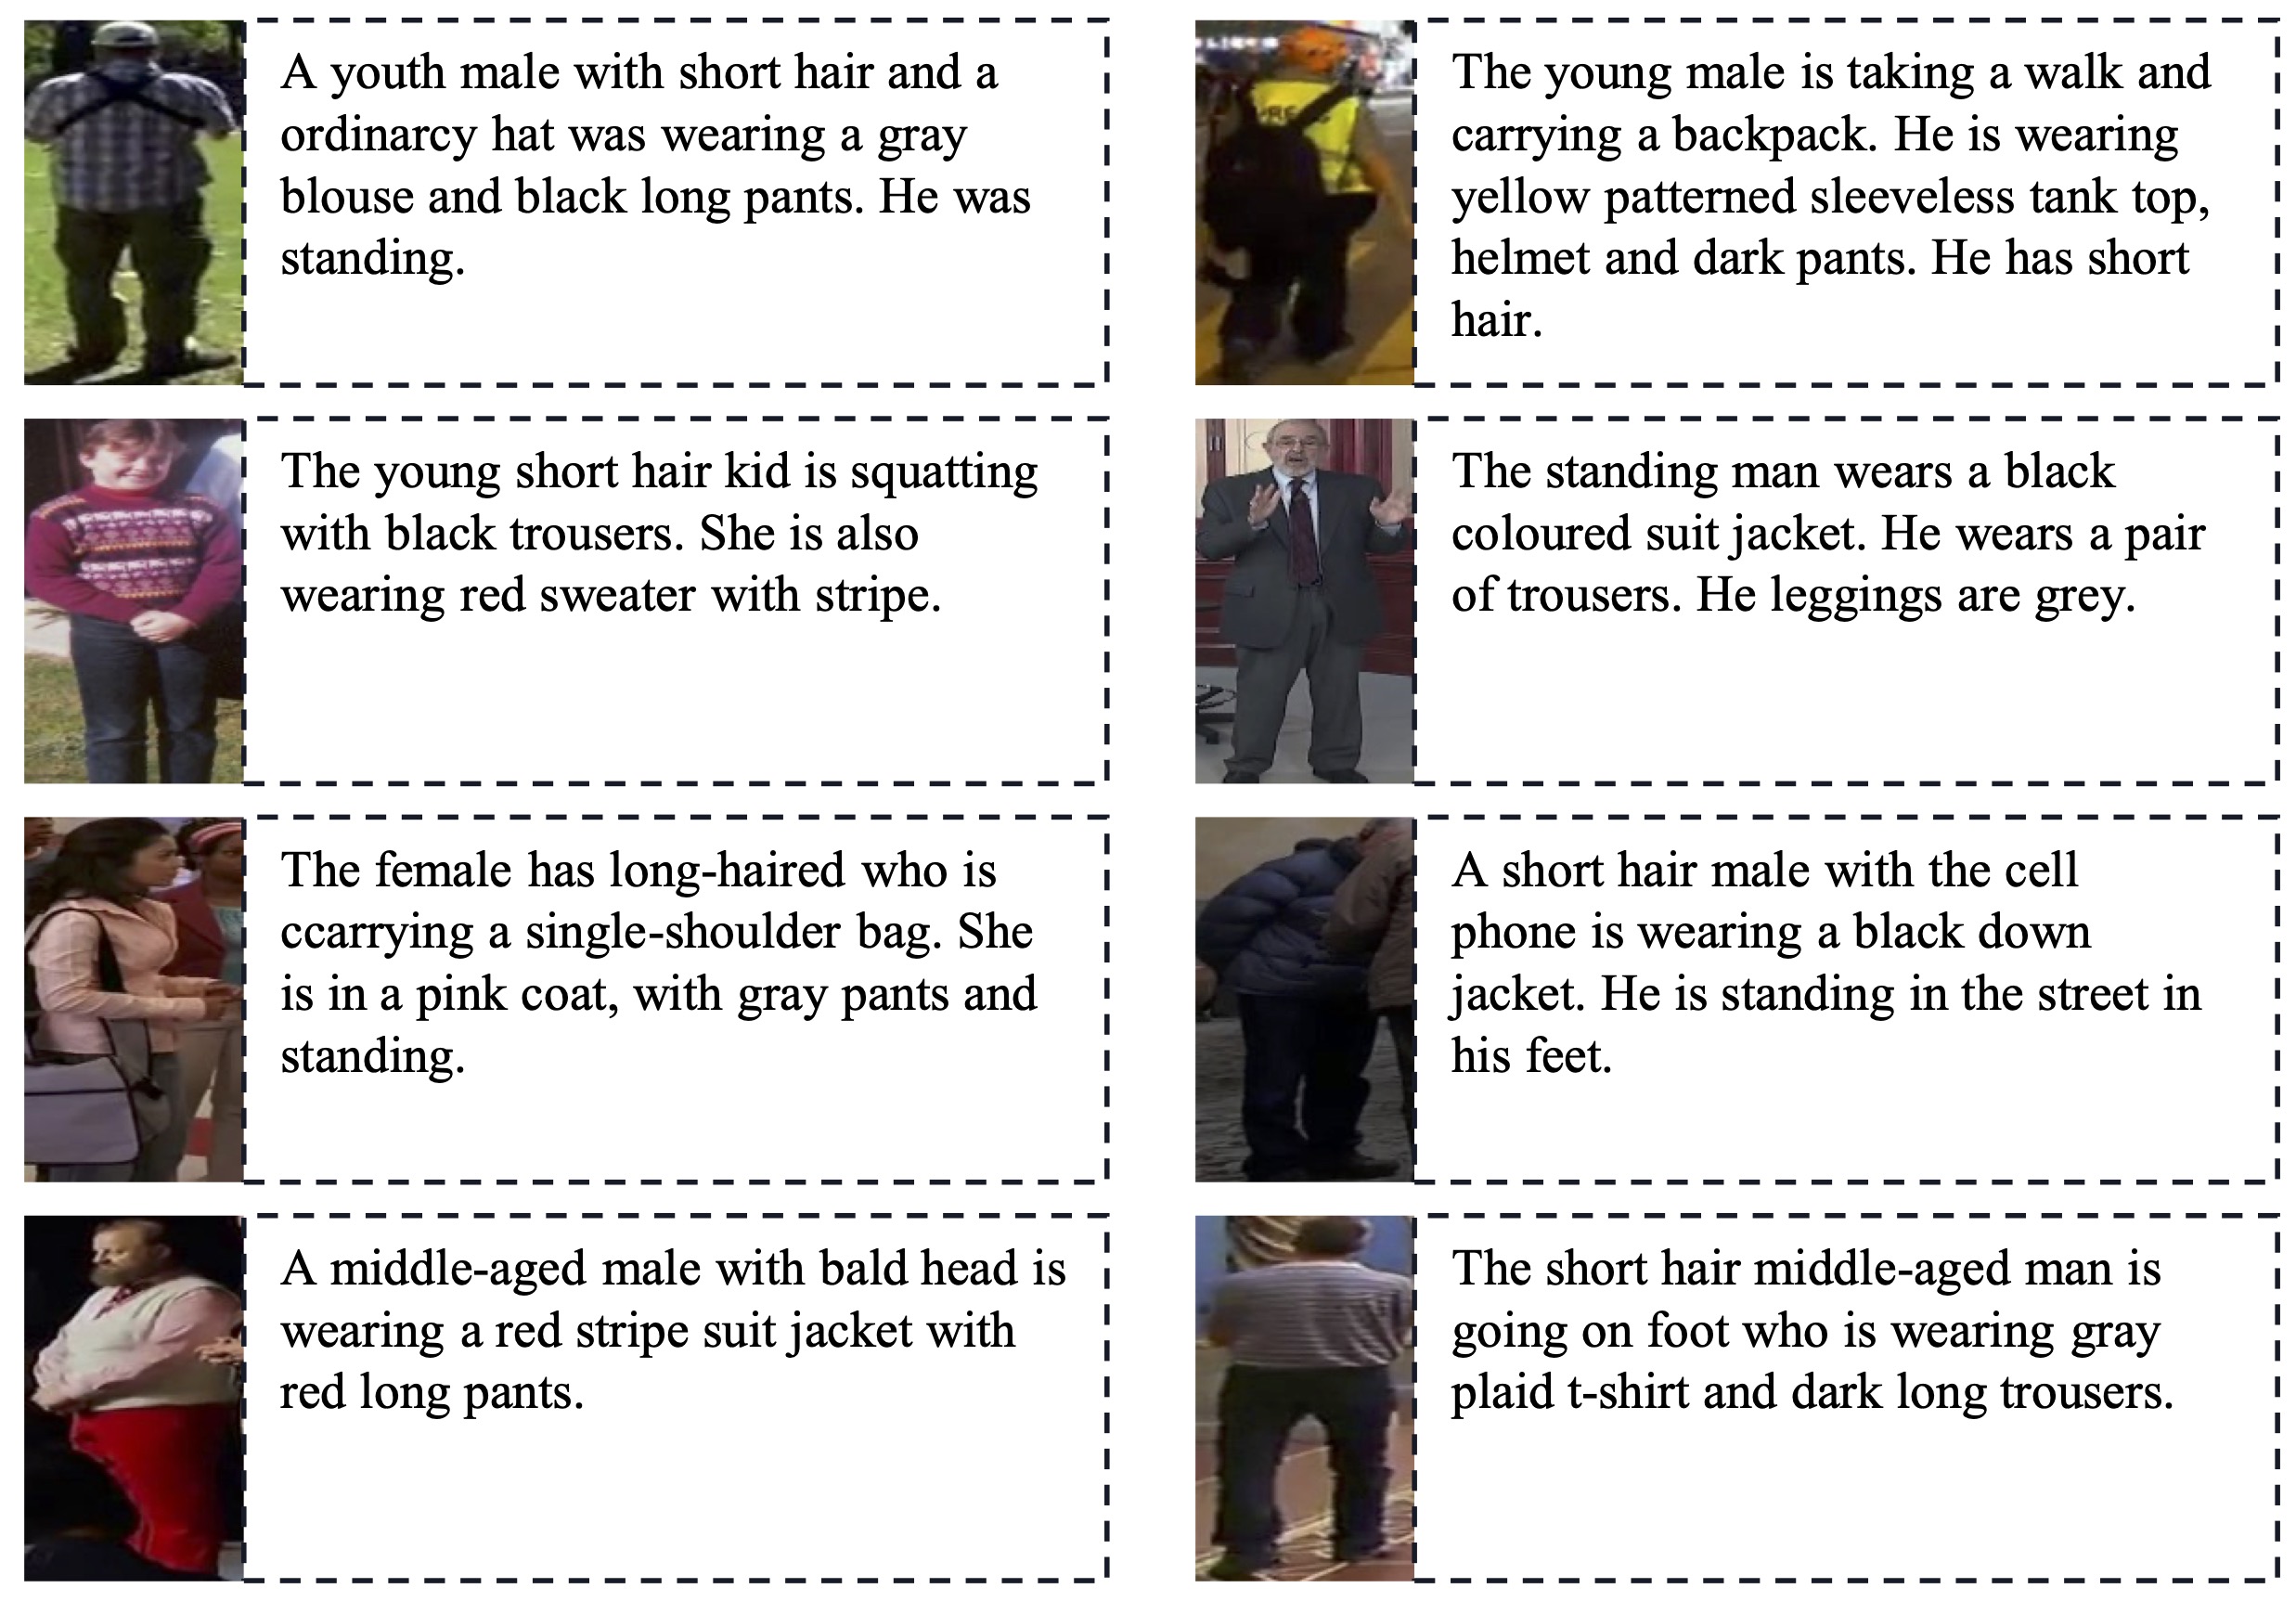 A youth male with short hair and a
ordinarcy hat was wearing a gray
blouse and black long pants. He was
standing.
The young male is taking a walk and
carrying a backpack. He is wearing
yellow patterned sleeveless tank top,
helmet and dark pants. He has short
hair.
The young short hair kid is squatting
with black trousers. She is also
wearing red sweater with stripe.
The standing man wears a black
coloured suit jacket. He wears a pair
of trousers. He leggings are grey.
The female has long-haired who is
ccarrying a single-shoulder bag. She
is in a pink coat, with gray pants and
standing.
A short hair male with the cell
phone is wearing a black down
jacket. He is standing in the street in
his feet.
A middle-aged male with bald head is
wearing a red stripe suit jacket with
red long pants.
The short hair middle-aged man is
going on foot who is wearing gray
plaid t-shirt and dark long trousers.